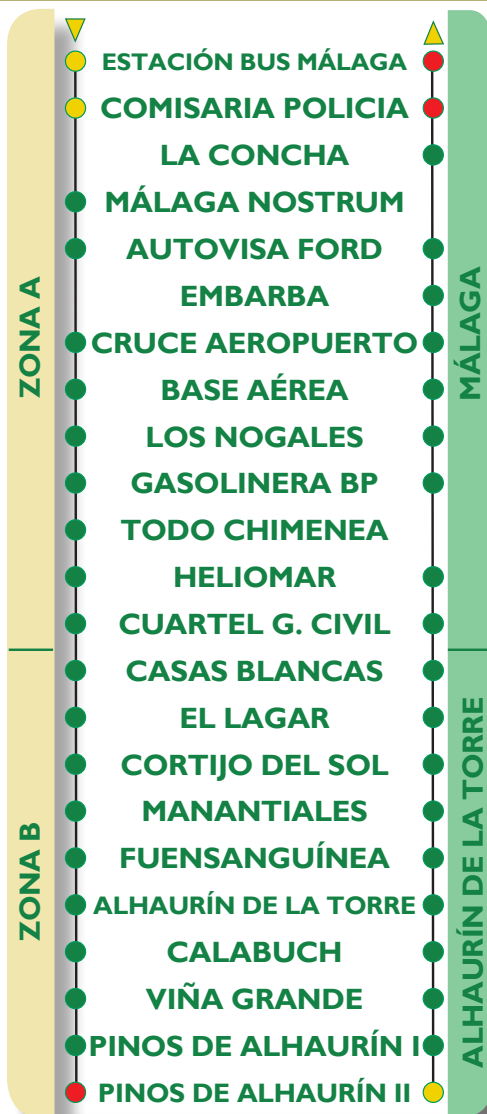 ESTACIÓN BUS MÁLAGA
COMISARIA POLICIA
LA CONCHA
MÁLAGA NOSTRUM
AUTOVISA FORD
EMBARBA
CRUCE AEROPUERTO
BASE AÉREA
LOS NOGALES
GASOLINERA BP
TODO CHIMENEA
HELIOMAR
CUARTEL G. CIVIL
CASAS BLANCAS
EL LAGAR
CORTIJO DEL SOL
MANANTIALES
FUENSANGUÍNEA
ALHAURÍN DE LA TORRE
CALABUCH
VIÑA GRANDE
PINOS DE ALHAURÍN I
PINOS DE ALHAURÍN II
ZONA A
ZONA B
MÁLAGA
ALHAURÍN DE LA TORRE